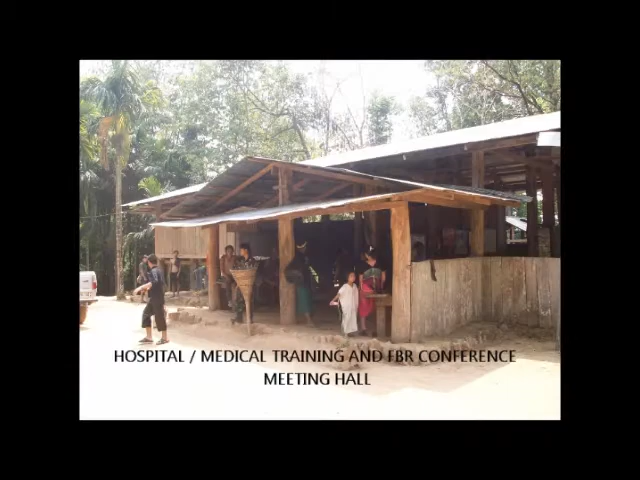 HOSPITAL / MEDICAL TRAINING AND FBR CONFERENCE
MEETING HALL